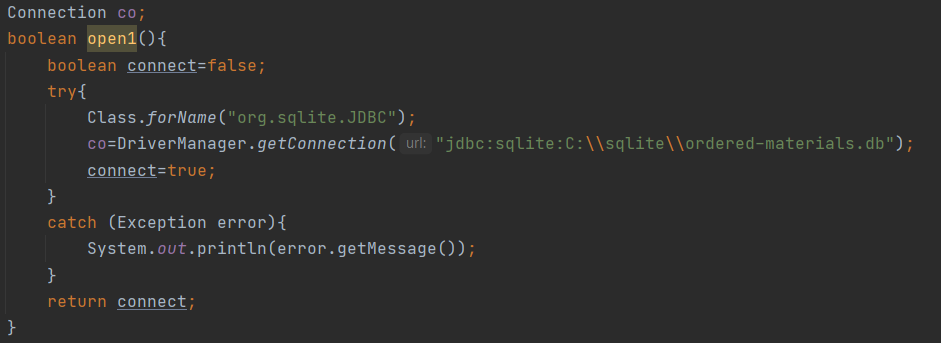 Connection co;
boolean open1(){
    boolean connect=false;
    try{
        Class.forName("org.sqlite.JDBC");
        co=DriverManager.getConnection( url: "jdbc:sqlite:C:\\sqlite\\ordered-materials.db");
        connect=true;
    }
    catch (Exception error){
        System.out.println(error.getMessage());
    }
    return connect;
}